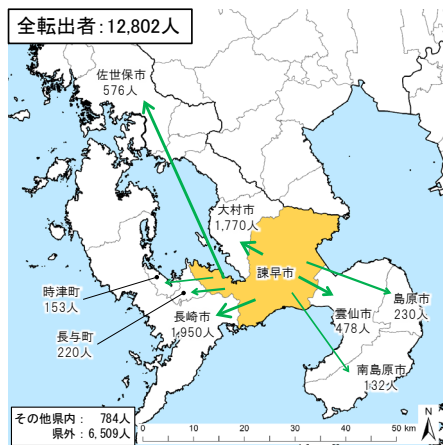 全転出者：12,802人
佐世保市
576人
大村市
1,770人
諫早市
時津町
153人
長与町
220人
長崎市
1,950人
雲仙市
478人
島原市
230人
南島原市
132人
その他県内： 784人
県外：6,509人
0 10 20 30 40 50 km
N